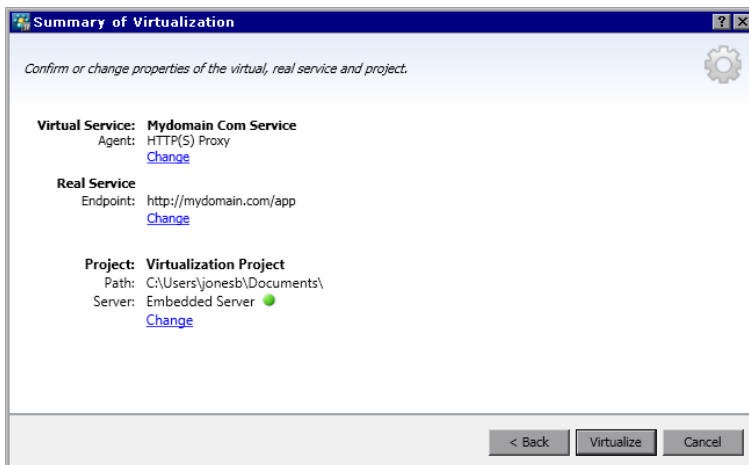 Summary of Virtualization
Confirm or change properties of the virtual, real service and project.
Virtual Service: Mydomain Com Service
Agent: HTTP(S) Proxy
Change
Real Service
Endpoint: http://mydomain.com/app
Change
Project: Virtualization Project
Path: C:\Users\jonesb\Documents\
Server: Embedded Server
Change
< Back Virtualize Cancel